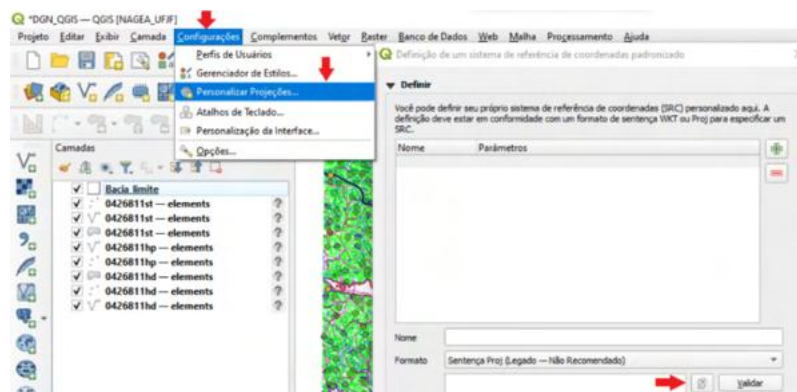 *DGN_QGIS — QGIS [NAGEA_UFJF]
Projeto Editar Exibir Camada Configurações Complementos Vetor Raster Banco de Dados Web Malha Processamento Ajuda
Perfis de Usuários
Gerenciador de Estilos...
Personalizar Projeções...
Atalhos de Teclado...
Personalização da Interface...
Opções...
Camadas
Bacia limite
0426811st — elements ?
0426811st — elements ?
0426811st — elements ?
0426811hp — elements ?
0426811hd — elements ?
0426811hd — elements ?
0426811hd — elements ?
Definição de um sistema de referência de coordenadas padronizado
Definir
Você pode definir seu próprio sistema de referência de coordenadas (SRC) personalizado aqui. A
definição deve estar em conformidade com um formato de sentença WKT ou Proj para especificar um
SRC.
Nome Parámetros
Nome
Formato Sentença Proj (Legado — Não Recomendado)
Validar